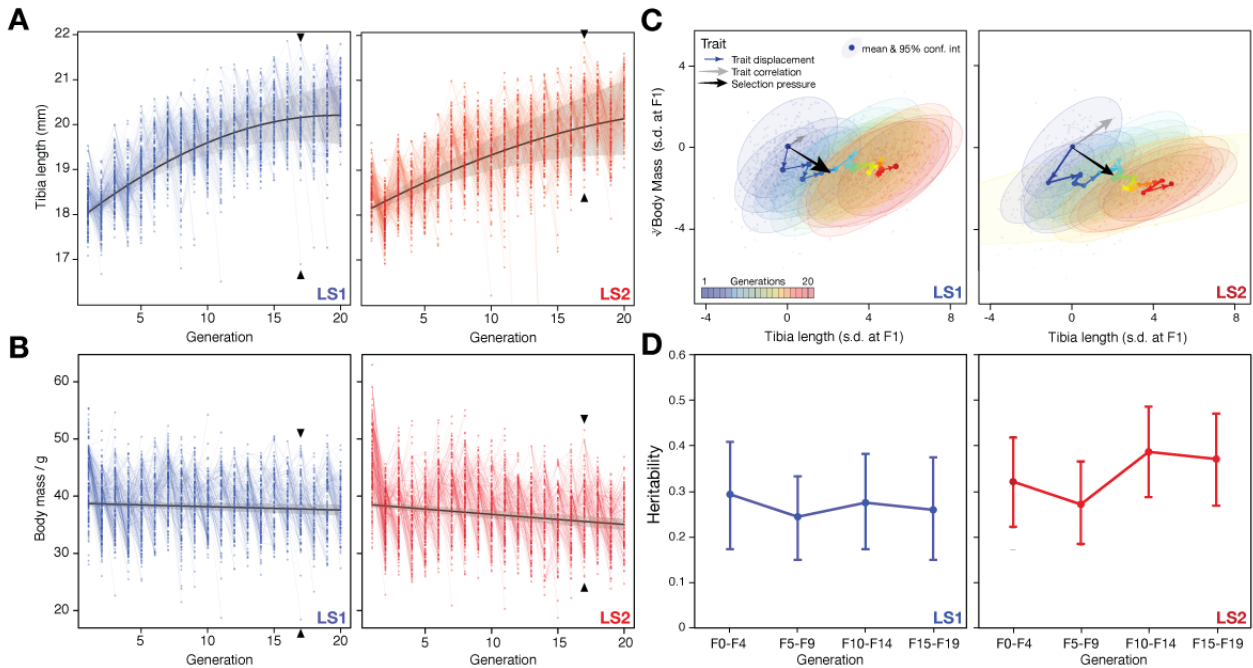 A
22
21
20
19
18
17
Tibia length (mm)
5
10
15
20
Generation
LS1
5
10
15
20
Generation
LS2
B
60
50
40
30
20
Body mass / g
5
10
15
20
Generation
LS1
5
10
15
20
Generation
LS2
C
Trait
Trait displacement
Trait correlation
Selection pressure
mean & 95% conf. int
4
0
-4
∛Body Mass (s.d. at F1)
1 Generations 20
LS1
-4
0
4
8
Tibia length (s.d. at F1)
LS2
0
4
8
Tibia length (s.d. at F1)
D
0.6
0.5
0.4
0.3
0.2
0.1
0
Heritability
LS1
F0-F4
F5-F9
F10-F14
F15-F19
Generation
LS2
F0-F4
F5-F9
F10-F14
F15-F19
Generation